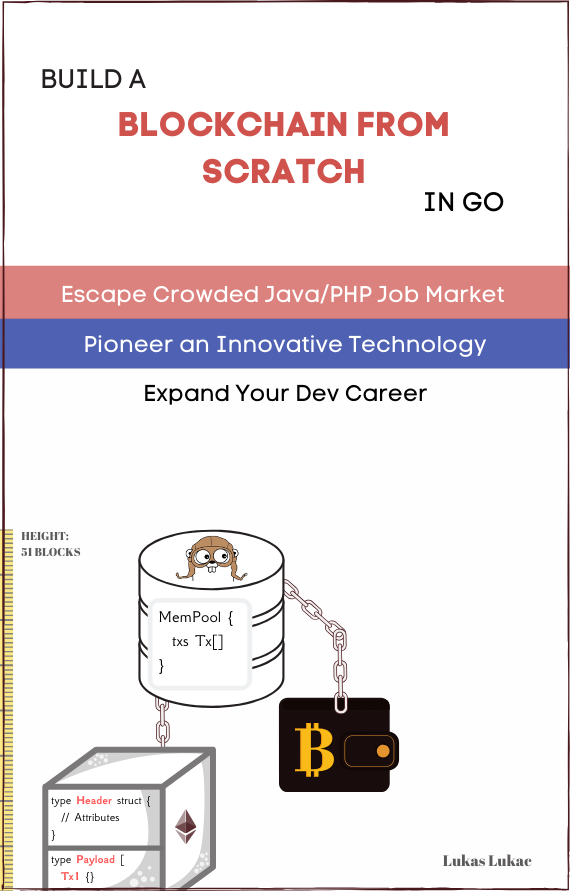 BUILD A
BLOCKCHAIN FROM
SCRATCH
IN GO
Escape Crowded Java/PHP Job Market
Pioneer an Innovative Technology
Expand Your Dev Career
HEIGHT:
51 BLOCKS
MemPool {
txs Tx[]
}
type Header struct {
// Attributes
}
type Payload [
Tx1 {}
Lukas Lukac